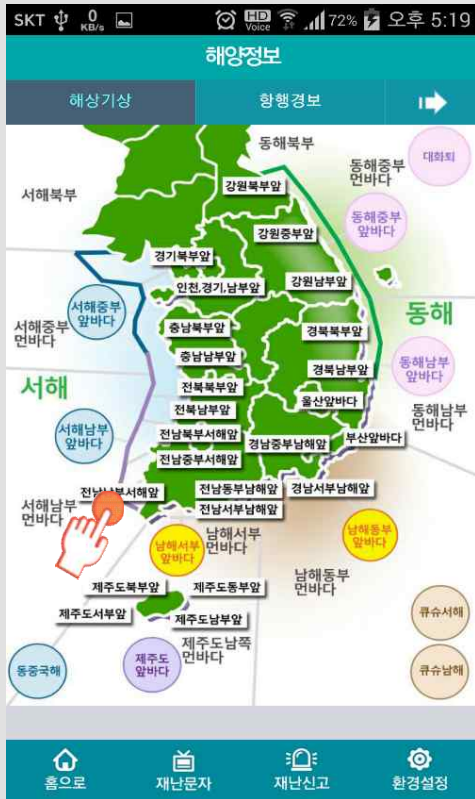 SKT 0 KB/s HD Voice 72% 오후 5:19
해양정보
해상기상 항행경보
동해북부
대화퇴
동해중부
먼바다
서해북부
강원북부앞
동해중부
앞바다
강원중부앞
경기북부앞
강원남부앞
인천,경기,남부앞
서해중부
앞바다
동해
서해중부
먼바다
충남북부앞
경북북부앞
충남남부앞
동해남부
앞바다
경북남부앞
서해
전북북부앞
울산앞바다
전북남부앞
동해남부
먼바다
서해남부
앞바다
전남북부서해앞
경남중부남해앞
부산앞바다
전남중부서해앞
전남남부서해앞
전남동부남해앞
경남서부남해앞
서해남부
먼바다
전남서부남해앞
남해서부
앞바다
남해서부
먼바다
남해동부
앞바다
남해동부
먼바다
제주도북부앞
제주도동부앞
제주도서부앞
제주도남부앞
큐슈서해
제주도남쪽
먼바다
동중국해
제주도
앞바다
큐슈남해
홈으로 재난문자 재난신고 환경설정